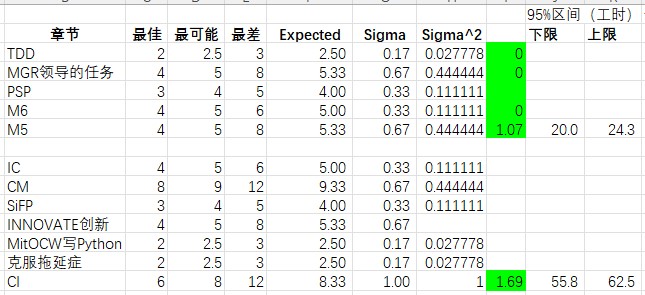 95%区间（工时）
章节 最佳 最可能 最差 Expected Sigma Sigma^2 下限 上限
TDD 2 2.5 3 2.50 0.17 0.027778 0
MGR领导的任务 4 5 8 5.33 0.67 0.444444 0
PSP 3 4 5 4.00 0.33 0.111111
M6 4 5 6 5.00 0.33 0.111111 0
M5 4 5 8 5.33 0.67 0.444444 1.07 20.0 24.3
IC 4 5 6 5.00 0.33 0.111111
CM 8 9 12 9.33 0.67 0.444444
SiFP 3 4 5 4.00 0.33 0.111111
INNOVATE创新 4 5 8 5.33 0.67
MitOCW写Python 2 2.5 3 2.50 0.17 0.027778
克服拖延症 2 2.5 3 2.50 0.17 0.027778
CI 6 8 12 8.33 1.00 1 1.69 55.8 62.5